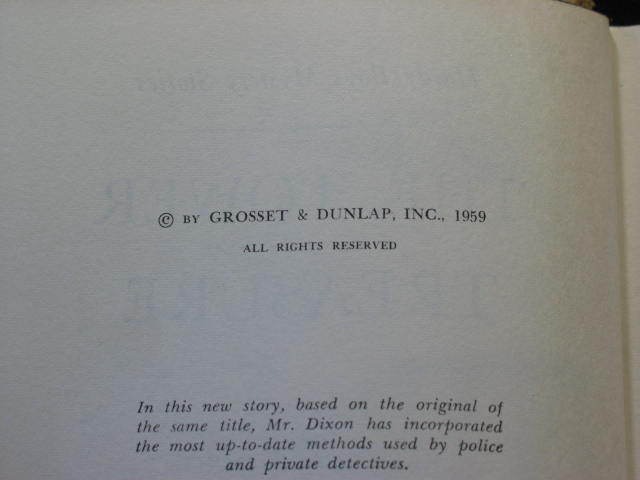 © BY GROSSET & DUNLAP, INC., 1959
ALL RIGHTS RESERVED
In this new story, based on the original of
the same title, Mr. Dixon has incorporated
the most up-to-date methods used by police
and private detectives.